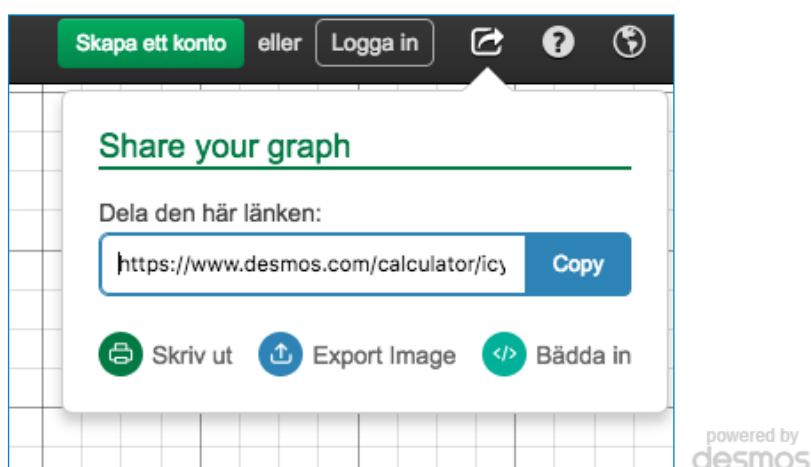 Skapa ett konto eller Logga in
Share your graph
Dela den här länken:
https://www.desmos.com/calculator/icy Copy
Skriv ut Export Image Bädda in
powered by
desmos